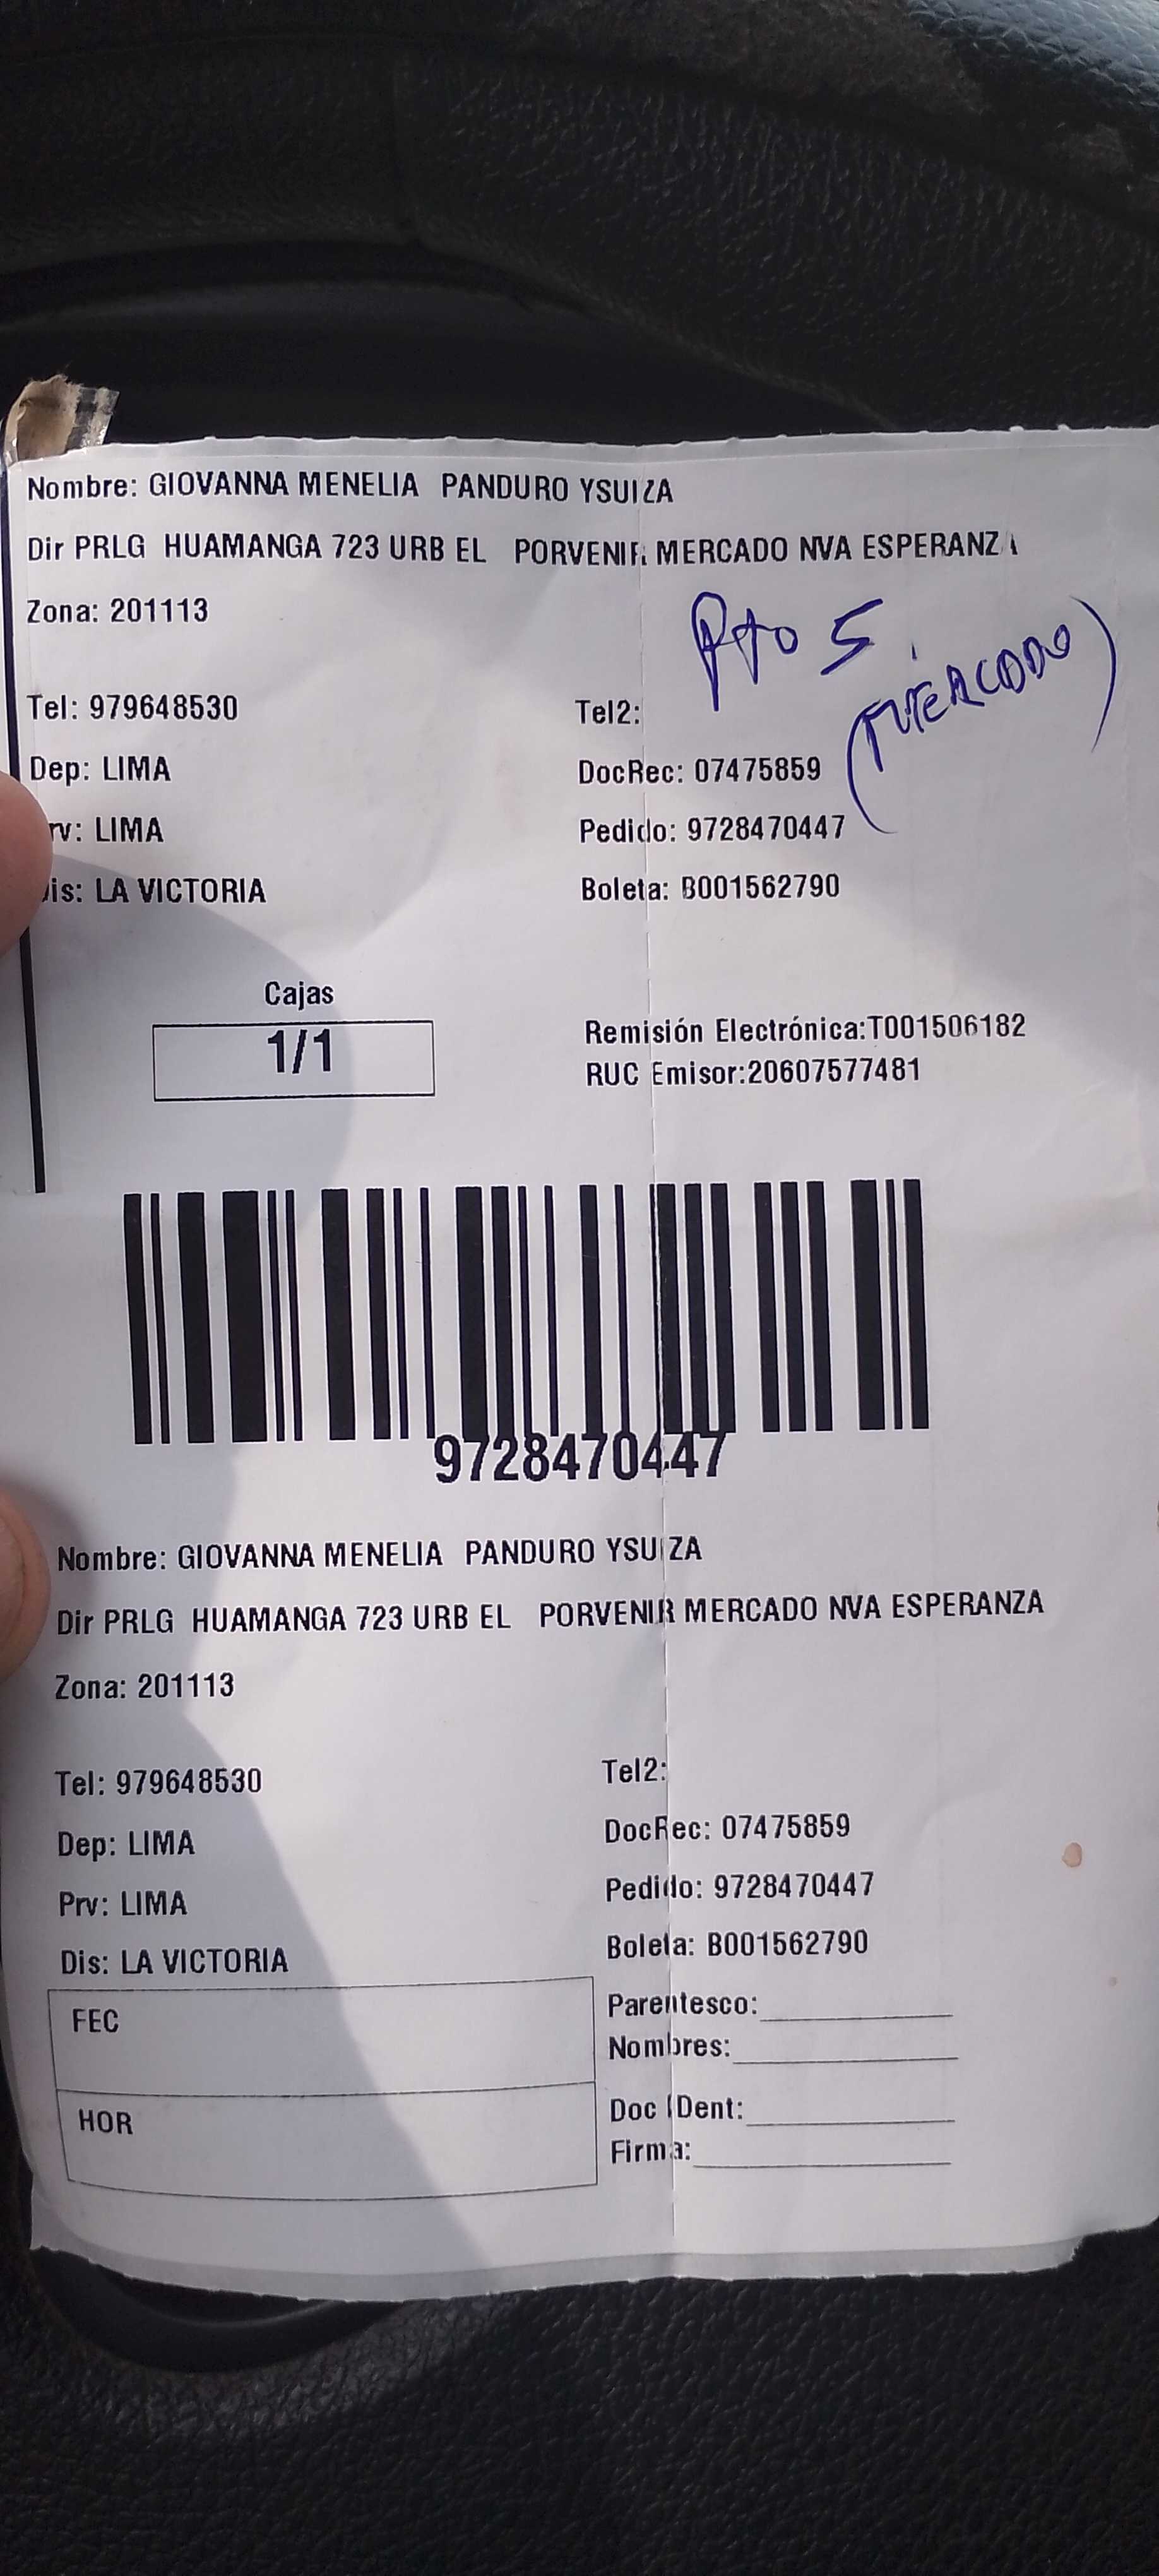 Nombre: GIOVANNA MENELIA PANDURO YSUIZA
Dir PRLG HUAMANGA 723 URB EL PORVENIR MERCADO NVA ESPERANZA
Zona: 201113
Pto 5
(MERCADO)
Tel: 979648530
Tel2:
Dep: LIMA
DocRec: 07475859
rv: LIMA
Pedido: 9728470447
is: LA VICTORIA
Boleta: B001562790
Cajas
1/1
Remisión Electrónica:T001506182
RUC Emisor:20607577481
9728470447
Nombre: GIOVANNA MENELIA PANDURO YSUIZA
Dir PRLG HUAMANGA 723 URB EL PORVENIR MERCADO NVA ESPERANZA
Zona: 201113
Tel: 979648530
Tel2:
Dep: LIMA
DocRec: 07475859
Prv: LIMA
Pedido: 9728470447
Dis: LA VICTORIA
Boleta: B001562790
FEC
Parentesco:
Nombres:
HOR
Doc IDent:
Firma: